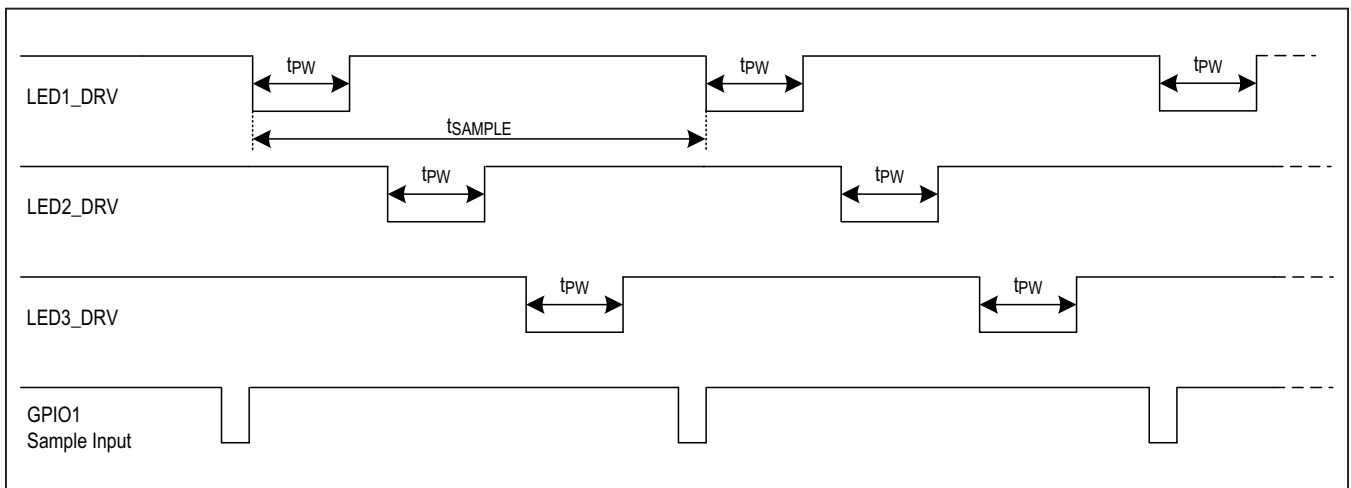 tPW tPW tPW
LED1_DRV
tSAMPLE
tPW tPW
LED2_DRV
tPW tPW
LED3_DRV
GPIO1
Sample Input